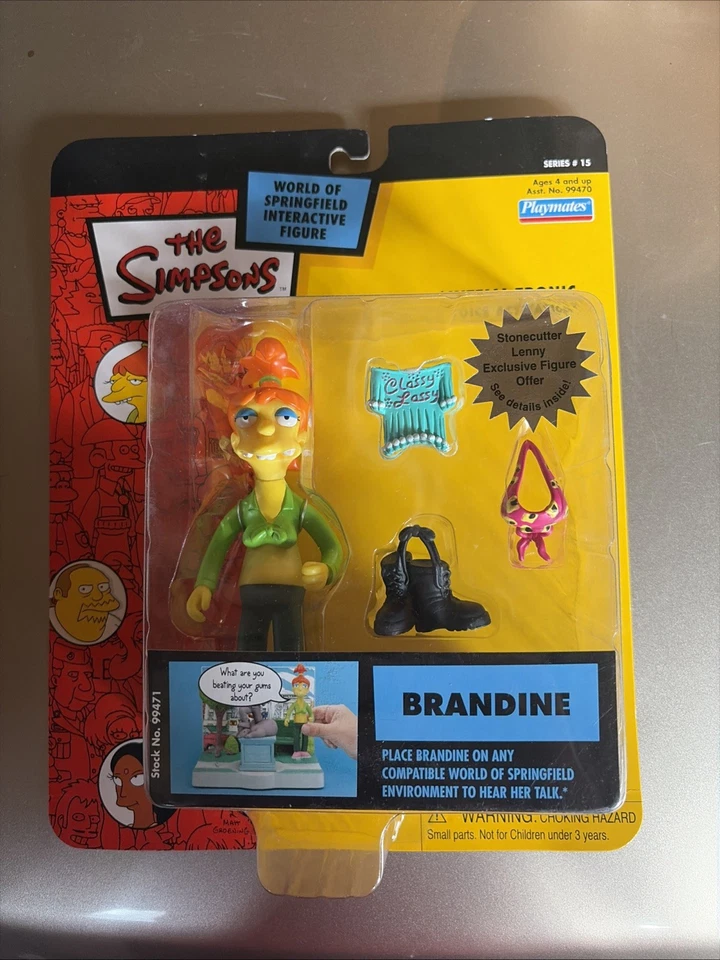 SERIES # 15
Ages 4 and up
Asst. No. 99470
Playmates®
WORLD OF
SPRINGFIELD
INTERACTIVE
FIGURE
THE
SIMPSONS™
Stonecutter
Lenny
Exclusive Figure
Offer
See details inside!
Classy
Lassy
What are you
beating your gums
about?
Stock No. 99471
BRANDINE
PLACE BRANDINE ON ANY
COMPATIBLE WORLD OF SPRINGFIELD
ENVIRONMENT TO HEAR HER TALK.*
MATT
GROENING
⚠ WARNING: CHOKING HAZARD
Small parts. Not for Children under 3 years.